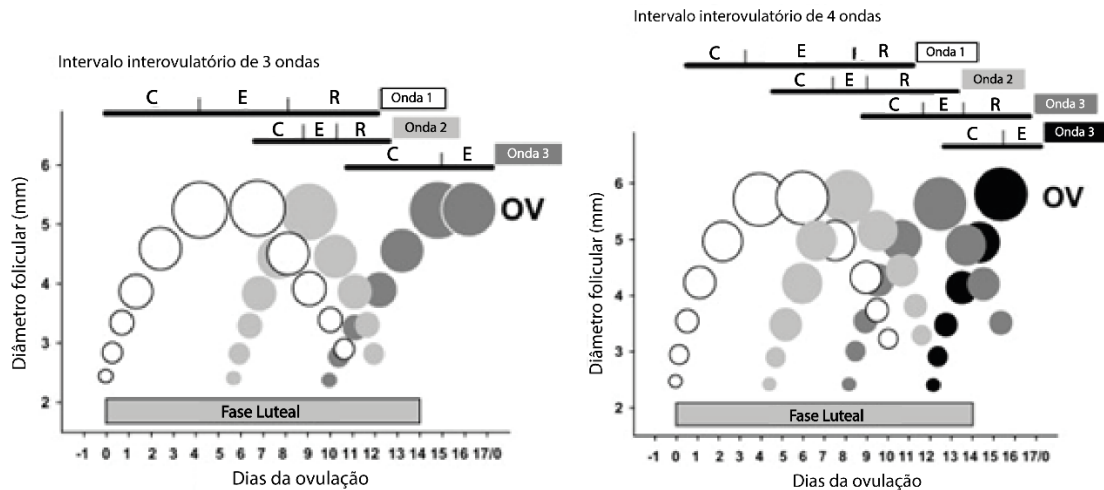 Intervalo interovulatório de 3 ondas
C E R Onda 1
C E R Onda 2
C E Onda 3
Diâmetro folicular (mm)
6
5
4
3
2
OV
Fase Luteal
-1 0 1 2 3 4 5 6 7 8 9 10 11 12 13 14 15 16 17/0
Dias da ovulação
Intervalo interovulatório de 4 ondas
C E R Onda 1
C E R Onda 2
C E R Onda 3
C E Onda 3
Diâmetro folicular (mm)
6
5
4
3
2
OV
Fase Luteal
-1 0 1 2 3 4 5 6 7 8 9 10 11 12 13 14 15 16 17/0
Dias da ovulação